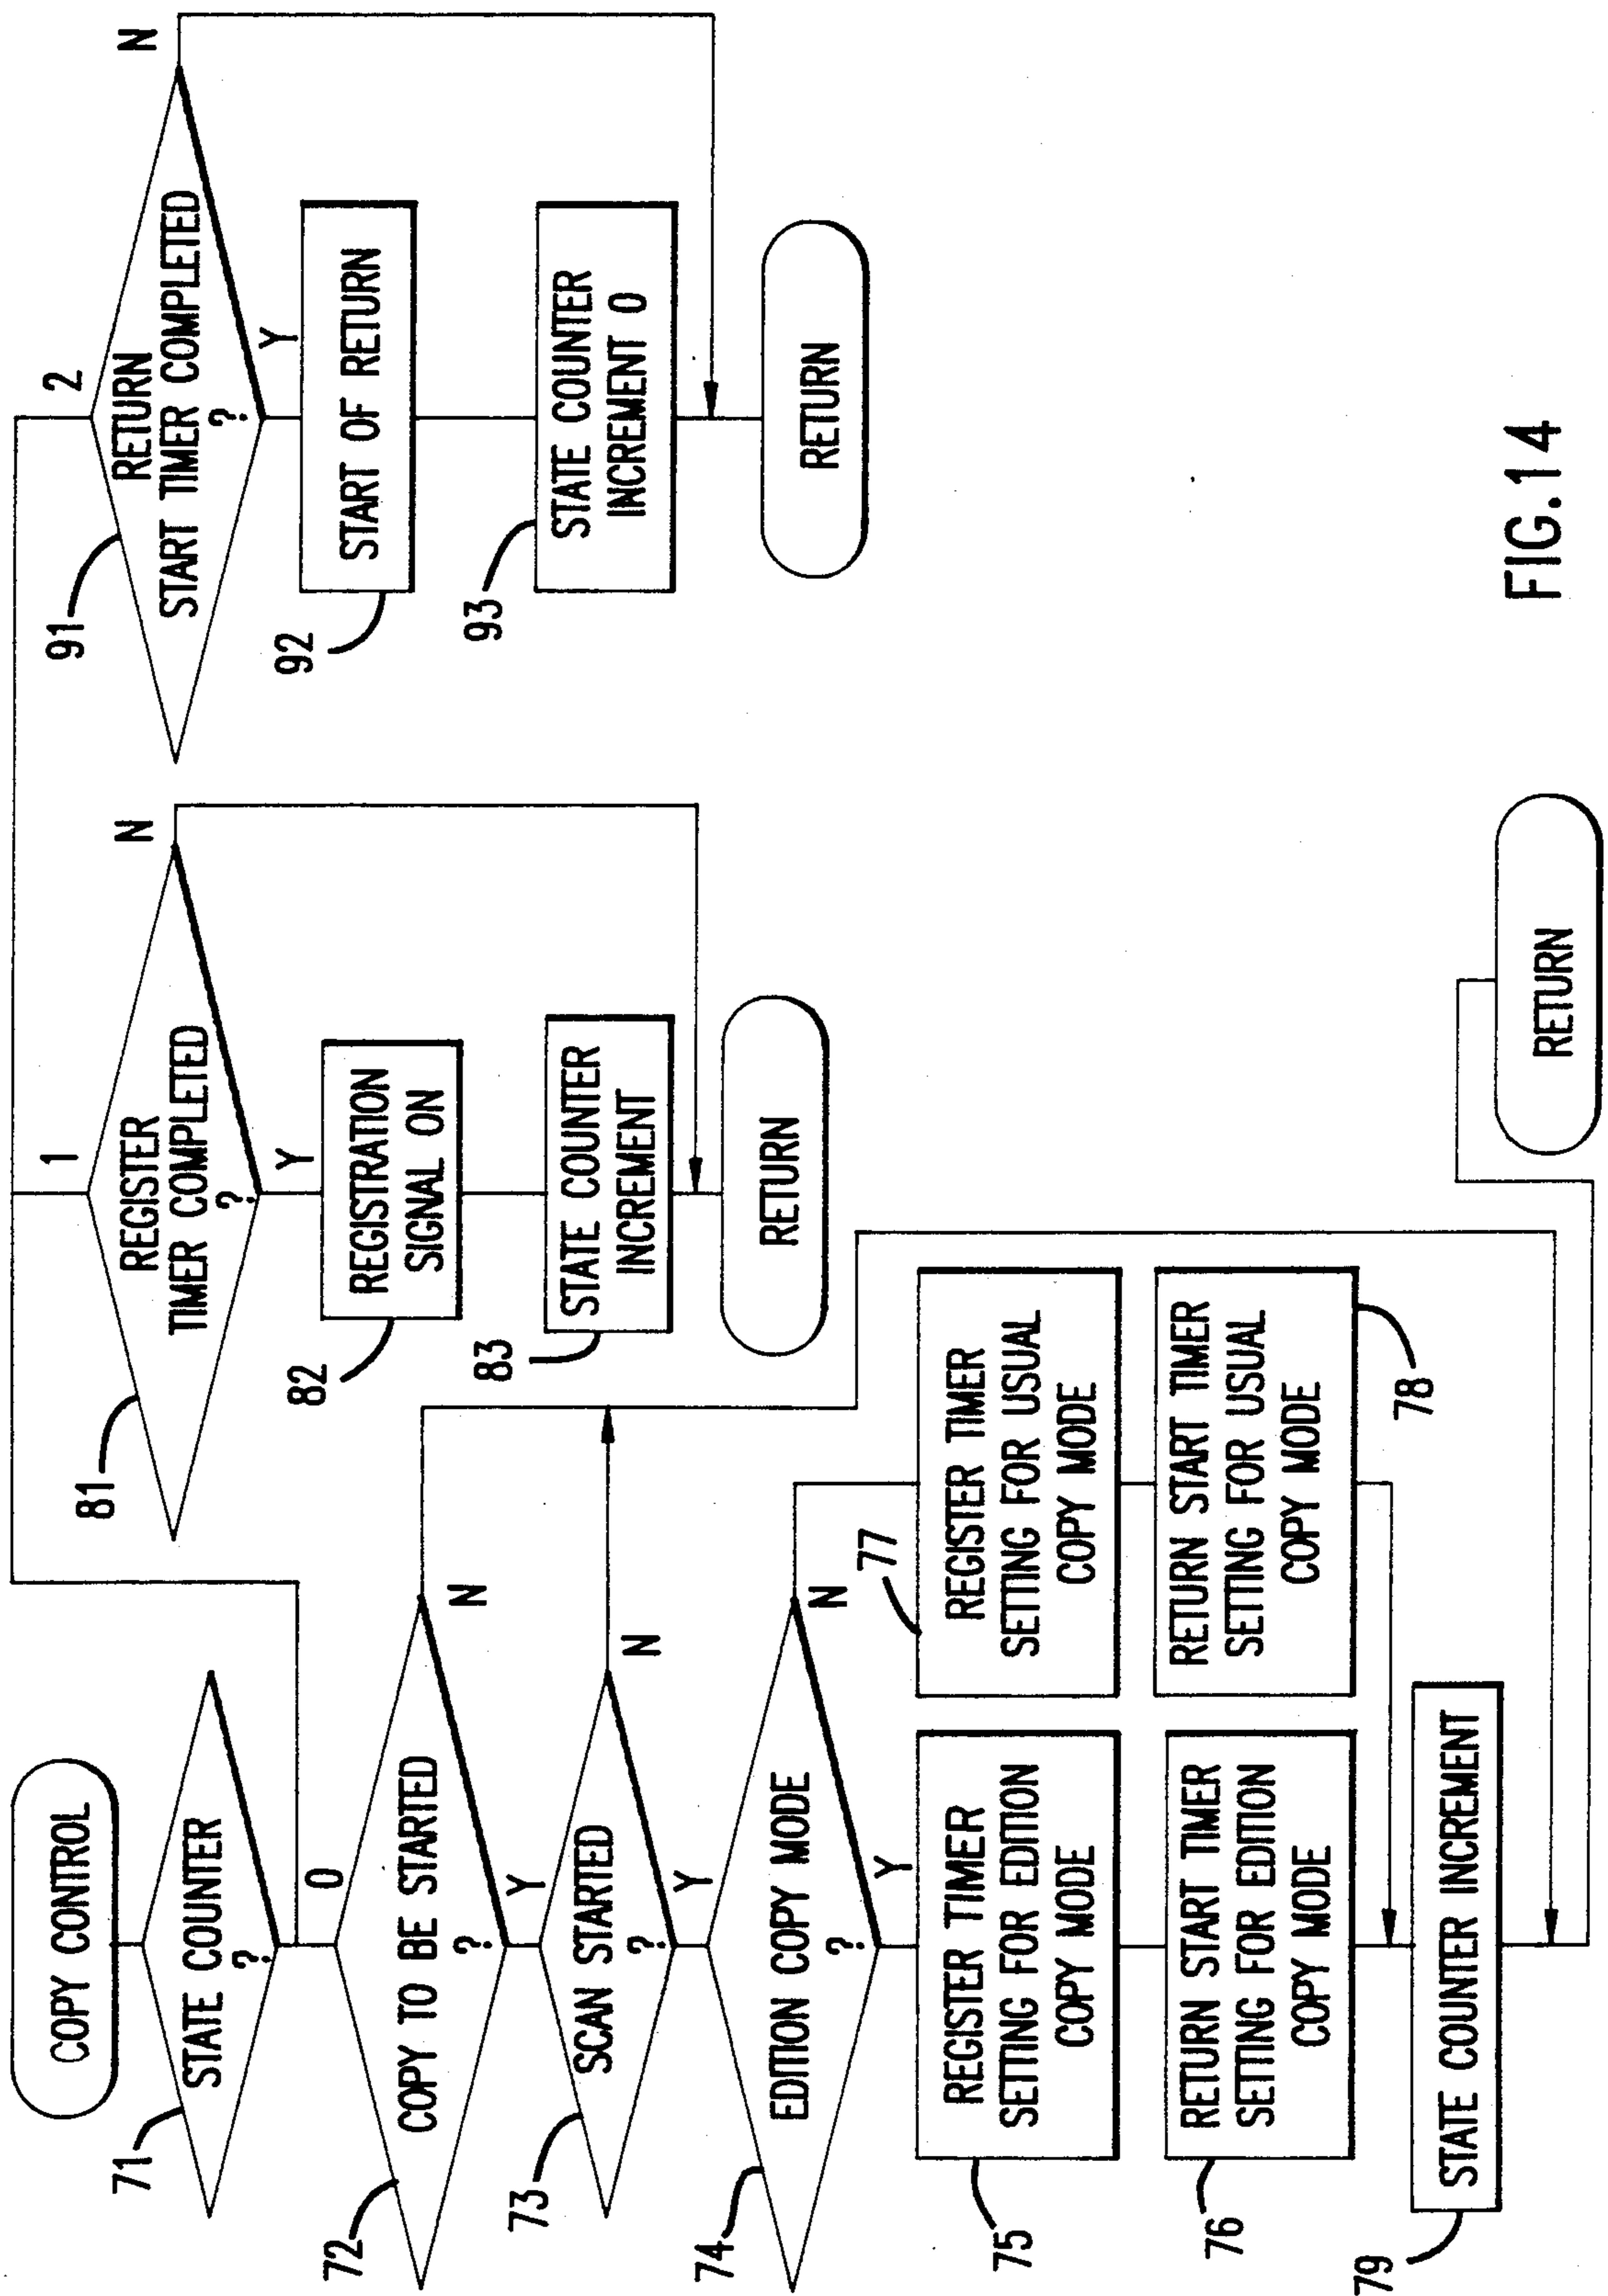 COPY CONTROL
71
STATE COUNTER
?
0
1
2
72
COPY TO BE STARTED
?
N
Y
73
SCAN STARTED
?
N
Y
74
EDITION COPY MODE
?
N
Y
75
REGISTER TIMER
SETTING FOR EDITION
COPY MODE
76
RETURN START TIMER
SETTING FOR EDITION
COPY MODE
77
REGISTER TIMER
SETTING FOR USUAL
COPY MODE
RETURN START TIMER
SETTING FOR USUAL
COPY MODE
78
79
STATE COUNTER INCREMENT
RETURN
81
REGISTER
TIMER COMPLETED
?
N
Y
82
REGISTRATION
SIGNAL ON
83
STATE COUNTER
INCREMENT
RETURN
91
RETURN
START TIMER COMPLETED
?
N
Y
92
START OF RETURN
93
STATE COUNTER
INCREMENT 0
RETURN
FIG.14